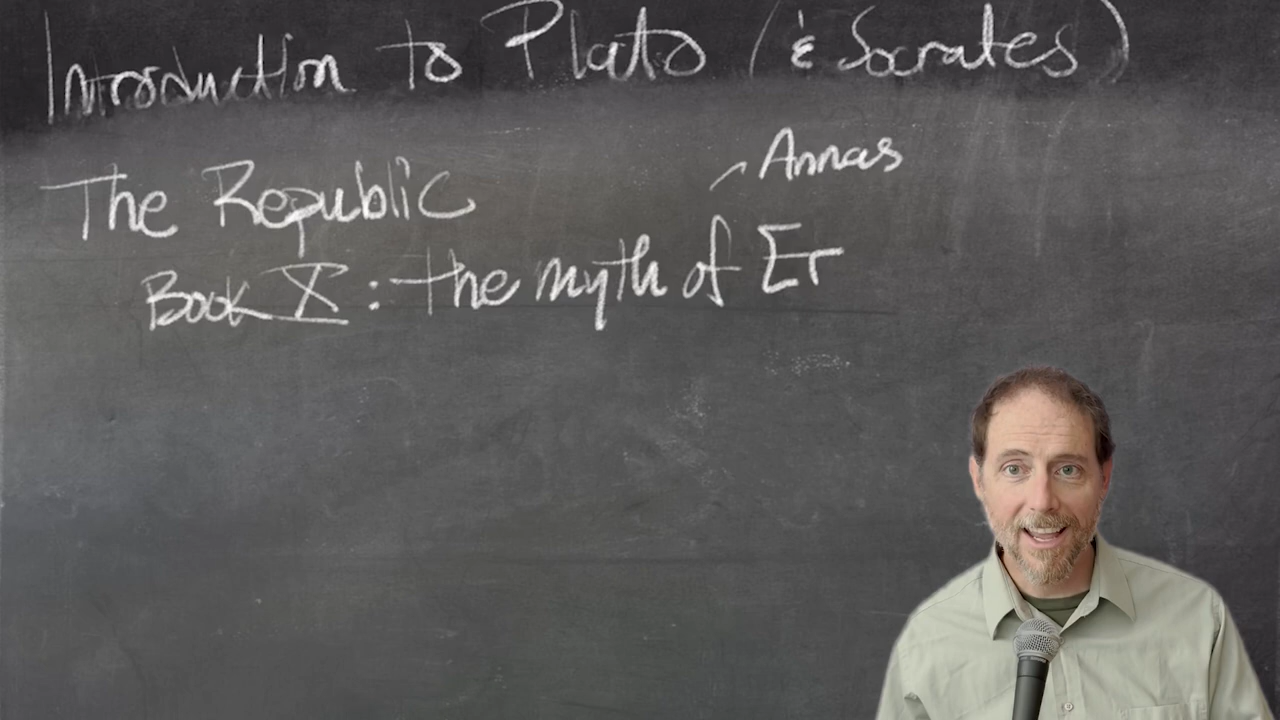 Introduction to Plato (& Socrates)
The Republic
Annas
Book X: the myth of Er